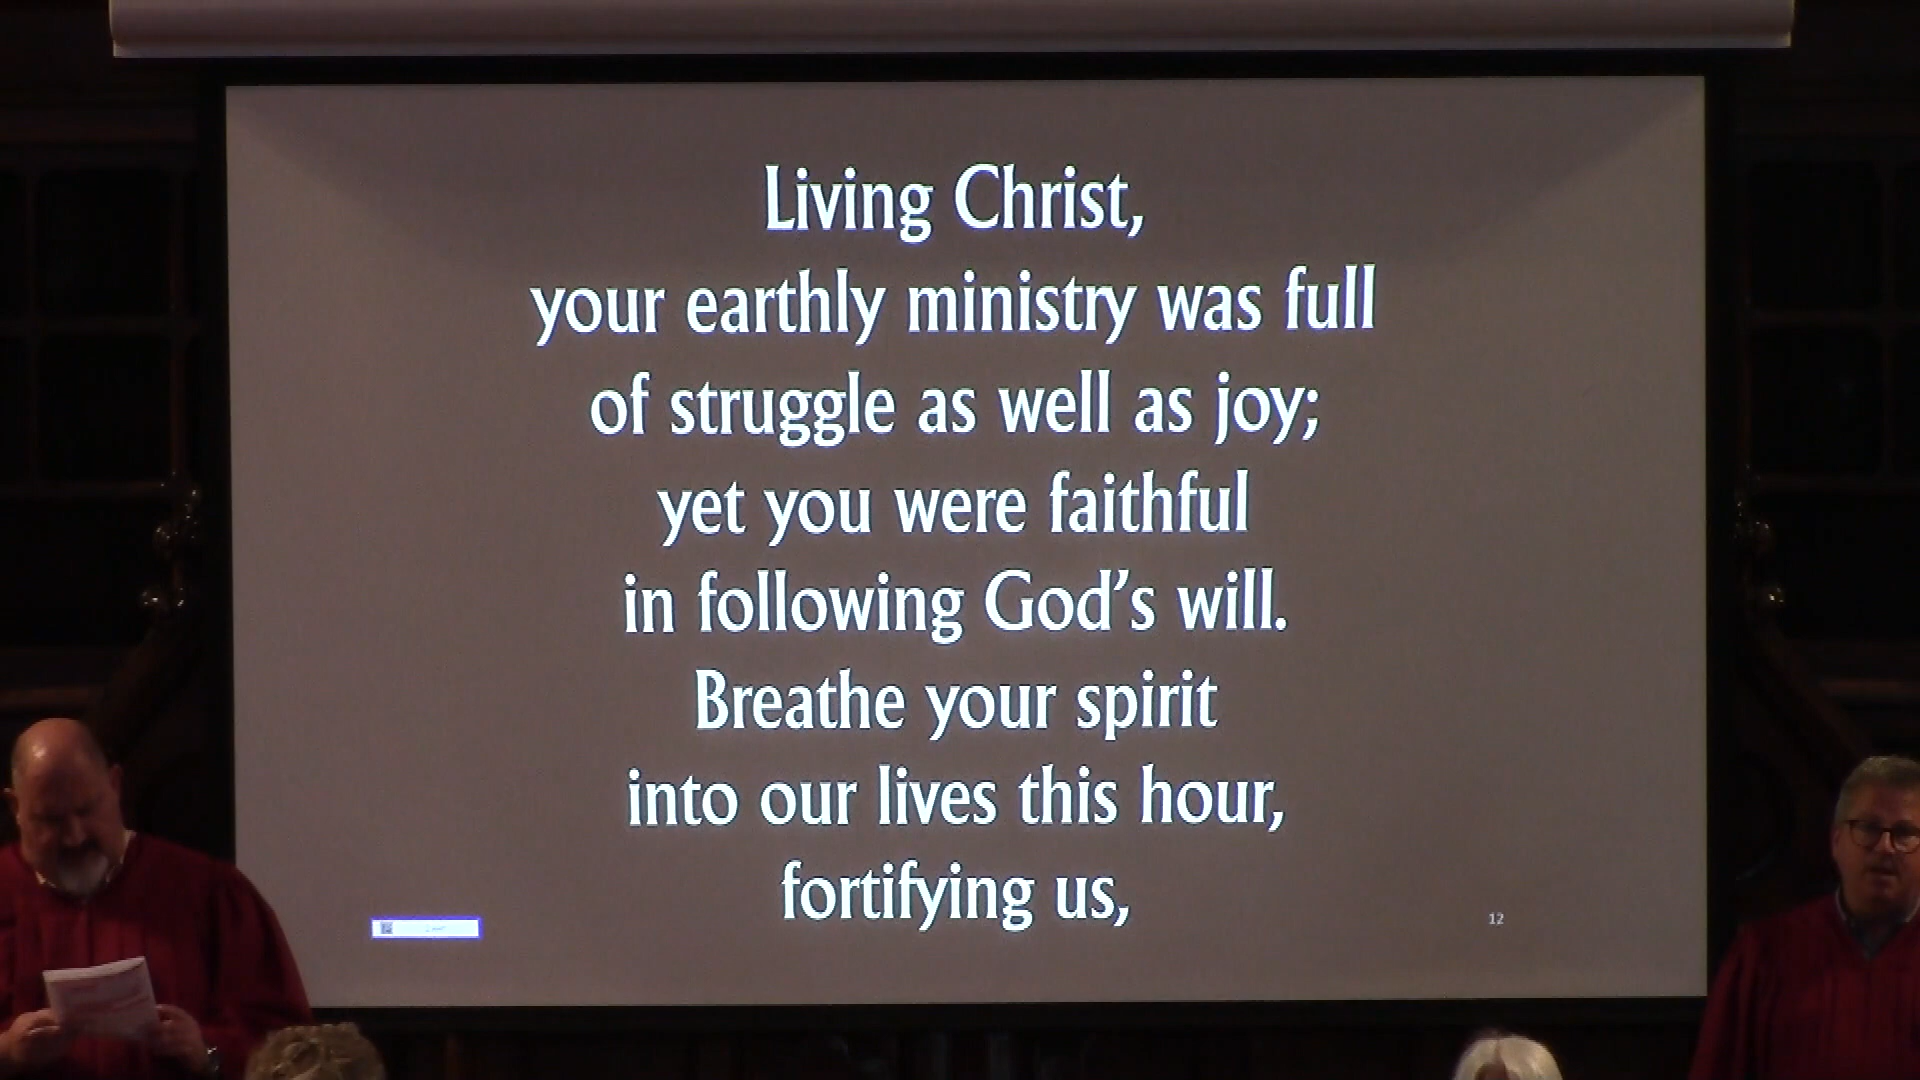 Living Christ,
your earthly ministry was full
of struggle as well as joy;
yet you were faithful
in following God’s will.
Breathe your spirit
into our lives this hour,
fortifying us,
12